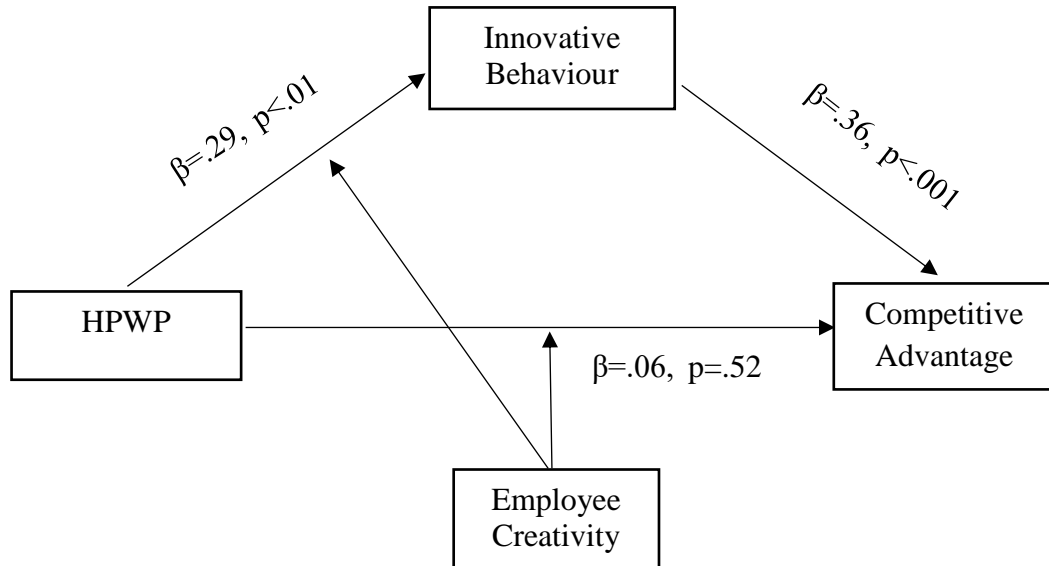 Innovative
Behaviour
β=.29, p<.01
β=.36, p<.001
HPWP
Competitive
Advantage
β=.06, p=.52
Employee
Creativity